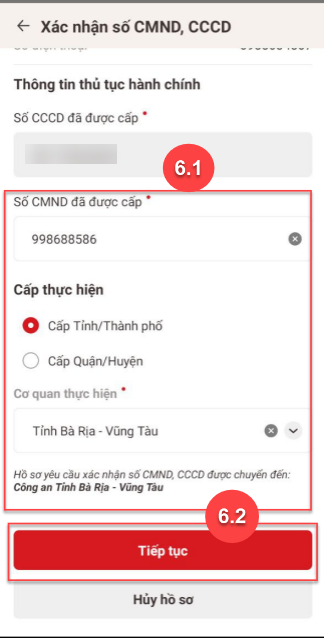 ← Xác nhận số CMND, CCCD
Thông tin thủ tục hành chính
Số CCCD đã được cấp *
6.1
Số CMND đã được cấp *
998688586
Cấp thực hiện
Cấp Tỉnh/Thành phố
Cấp Quận/Huyện
Cơ quan thực hiện *
Tỉnh Bà Rịa - Vũng Tàu
Hồ sơ yêu cầu xác nhận số CMND, CCCD được chuyển đến:
Công an Tỉnh Bà Rịa - Vũng Tàu
6.2
Tiếp tục
Hủy hồ sơ